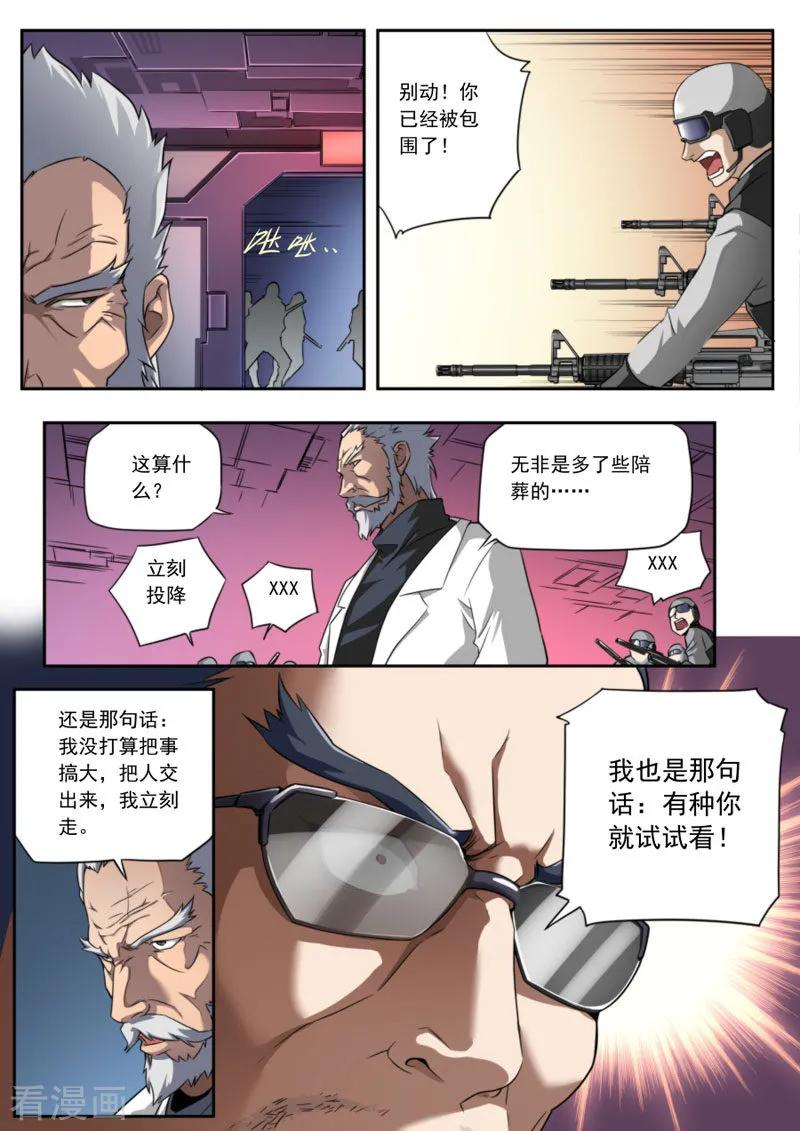 咻咻..
别动！你
已经被包
围了！
这算什
么？
无非是多了些陪
葬的……
立刻
投降
XXX
XXX
还是那句话：
我没打算把事
搞大，把人交
出来，我立刻
走。
我也是那句
话：有种你
就试试看！
看漫画